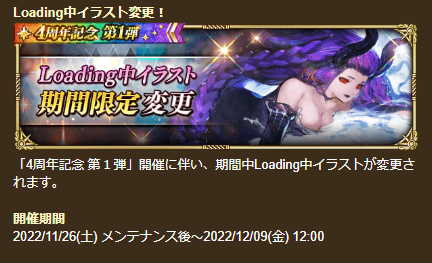 Loading中イラスト変更！
4周年記念 第1弾
Loading中イラスト
期間限定変更
「4周年記念 第１弾」開催に伴い、期間中Loading中イラストが変更さ
れます。
開催期間
2022/11/26(土) メンテナンス後～2022/12/09(金) 12:00